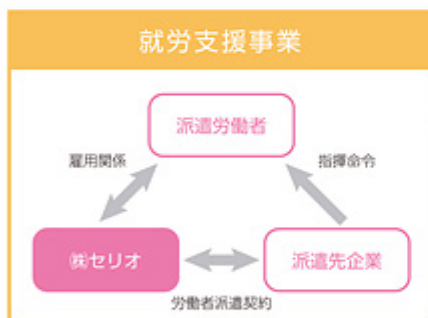 就労支援事業
派遣労働者
雇用関係
指揮命令
㈱セリオ
派遣先企業
労働者派遣契約